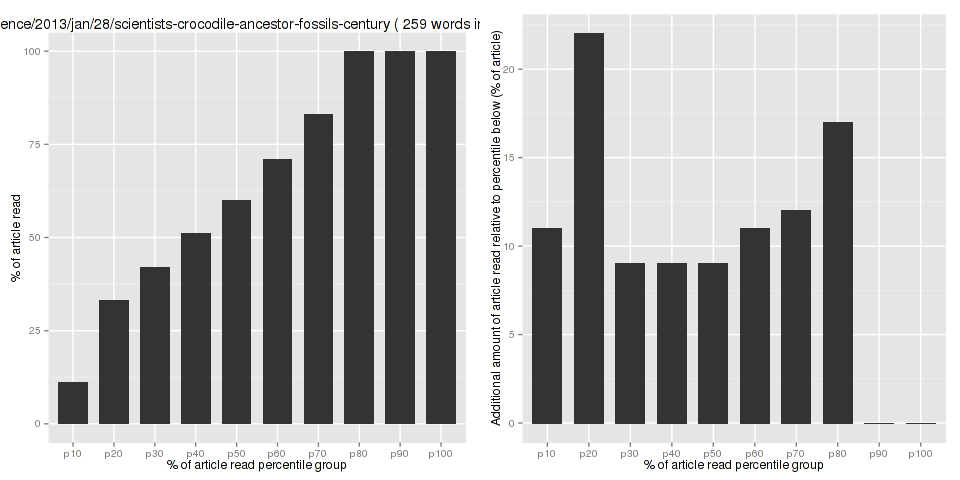 ence/2013/jan/28/scientists-crocodile-ancestor-fossils-century ( 259 words in
100
75
50
25
0
% of article read
p10 p20 p30 p40 p50 p60 p70 p80 p90 p100
% of article read percentile group
20
15
10
5
0
Additional amount of article read relative to percentile below (% of article)
p10 p20 p30 p40 p50 p60 p70 p80 p90 p100
% of article read percentile group